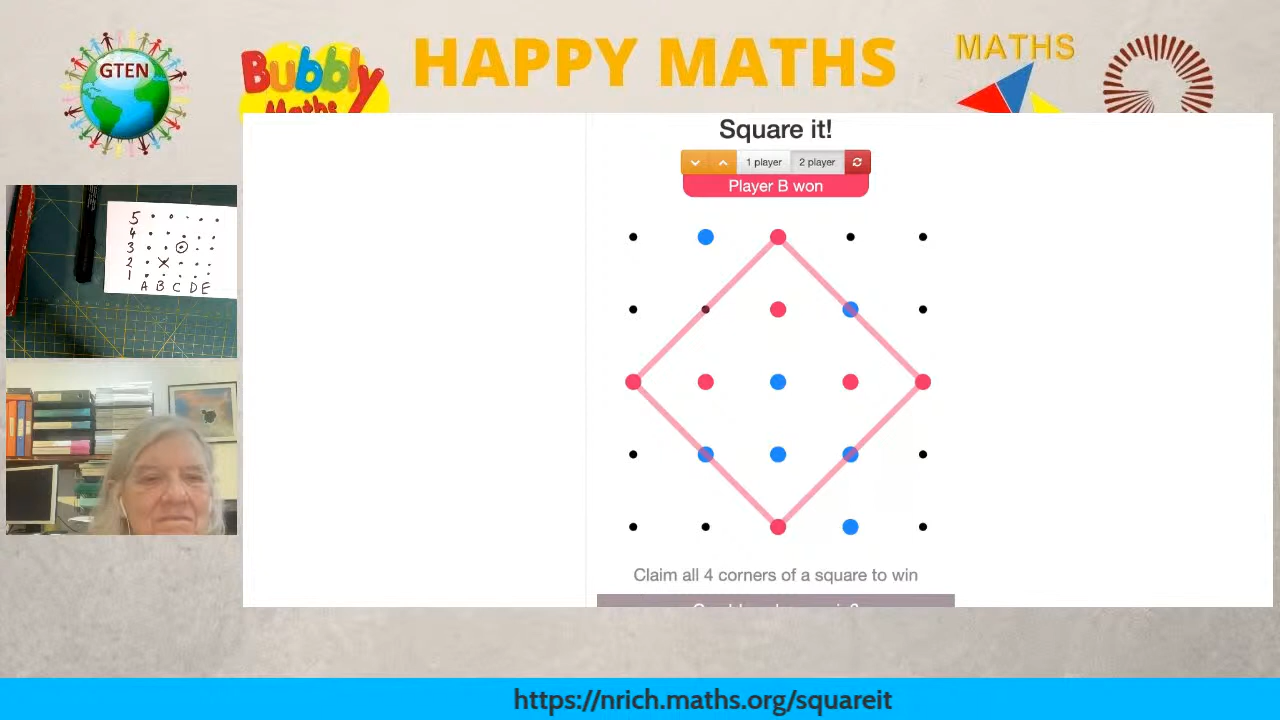 GTEN
Bubbly
Maths
HAPPY MATHS
MATHS
Square it!
1 player
2 player
Player B won
5
4
3
2
1
A B C D E
Claim all 4 corners of a square to win
https://nrich.maths.org/squareit